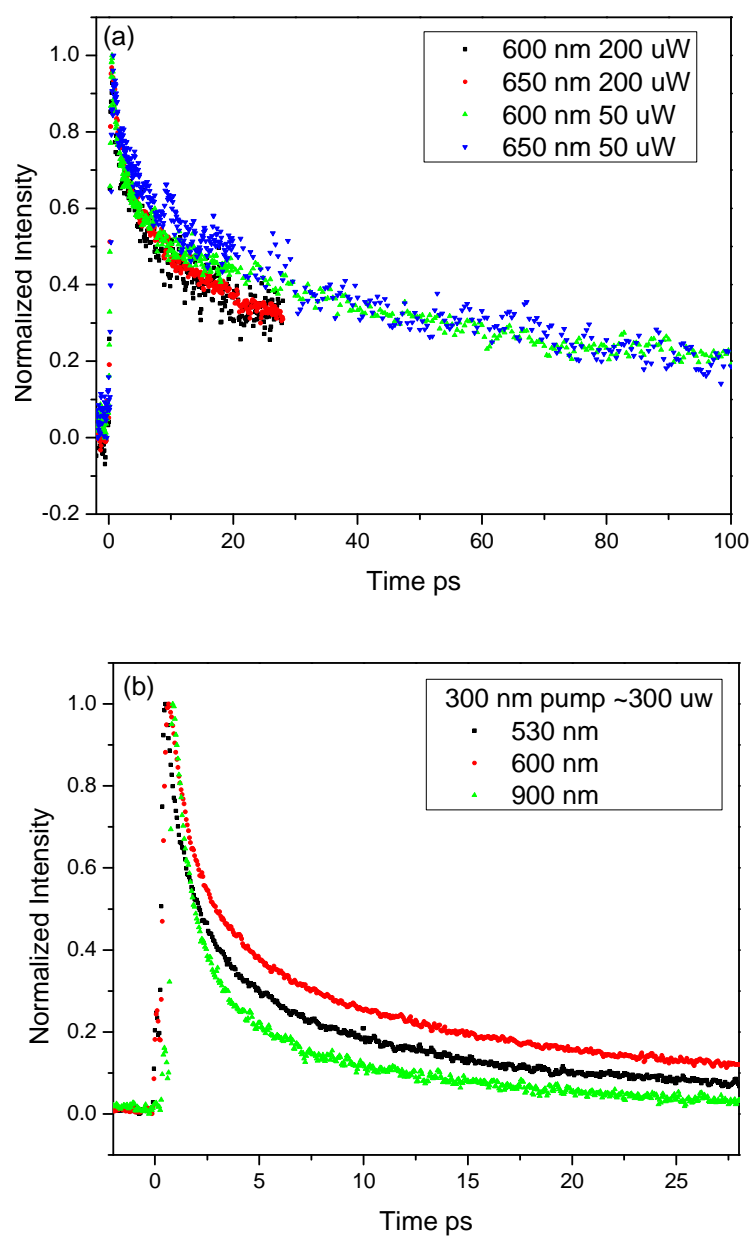 (a)
600 nm 200 uW
650 nm 200 uW
600 nm 50 uW
650 nm 50 uW
1.0
0.8
0.6
0.4
0.2
0.0
-0.2
Normalized Intensity
0 20 40 60 80 100
Time ps
(b)
300 nm pump ~300 uw
530 nm
600 nm
900 nm
1.0
0.8
0.6
0.4
0.2
0.0
Normalized Intensity
0 5 10 15 20 25
Time ps